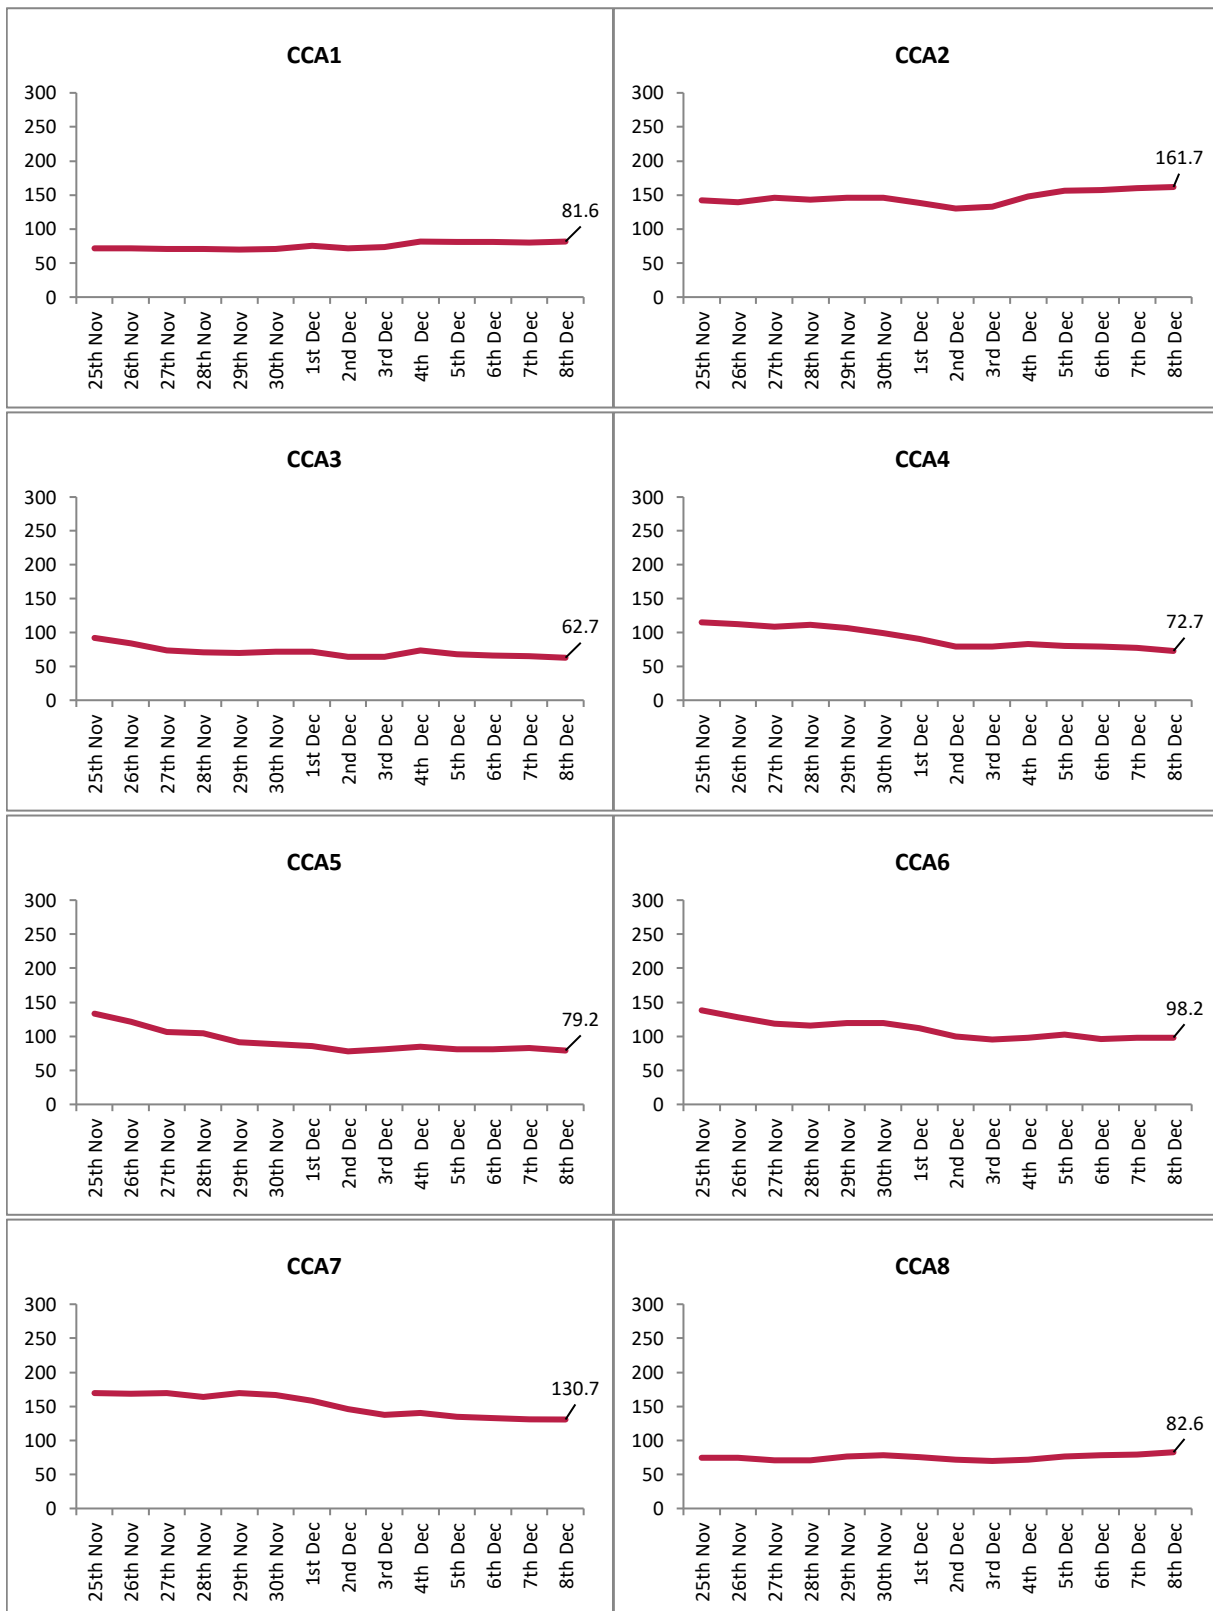 CCA1
300
250
200
150
100
50
0
81.6
25th Nov
26th Nov
27th Nov
28th Nov
29th Nov
30th Nov
1st Dec
2nd Dec
3rd Dec
4th Dec
5th Dec
6th Dec
7th Dec
8th Dec
CCA2
300
250
200
150
100
50
0
161.7
25th Nov
26th Nov
27th Nov
28th Nov
29th Nov
30th Nov
1st Dec
2nd Dec
3rd Dec
4th Dec
5th Dec
6th Dec
7th Dec
8th Dec
CCA3
300
250
200
150
100
50
0
62.7
25th Nov
26th Nov
27th Nov
28th Nov
29th Nov
30th Nov
1st Dec
2nd Dec
3rd Dec
4th Dec
5th Dec
6th Dec
7th Dec
8th Dec
CCA4
300
250
200
150
100
50
0
72.7
25th Nov
26th Nov
27th Nov
28th Nov
29th Nov
30th Nov
1st Dec
2nd Dec
3rd Dec
4th Dec
5th Dec
6th Dec
7th Dec
8th Dec
CCA5
300
250
200
150
100
50
0
79.2
25th Nov
26th Nov
27th Nov
28th Nov
29th Nov
30th Nov
1st Dec
2nd Dec
3rd Dec
4th Dec
5th Dec
6th Dec
7th Dec
8th Dec
CCA6
300
250
200
150
100
50
0
98.2
25th Nov
26th Nov
27th Nov
28th Nov
29th Nov
30th Nov
1st Dec
2nd Dec
3rd Dec
4th Dec
5th Dec
6th Dec
7th Dec
8th Dec
CCA7
300
250
200
150
100
50
0
130.7
25th Nov
26th Nov
27th Nov
28th Nov
29th Nov
30th Nov
1st Dec
2nd Dec
3rd Dec
4th Dec
5th Dec
6th Dec
7th Dec
8th Dec
CCA8
300
250
200
150
100
50
0
82.6
25th Nov
26th Nov
27th Nov
28th Nov
29th Nov
30th Nov
1st Dec
2nd Dec
3rd Dec
4th Dec
5th Dec
6th Dec
7th Dec
8th Dec